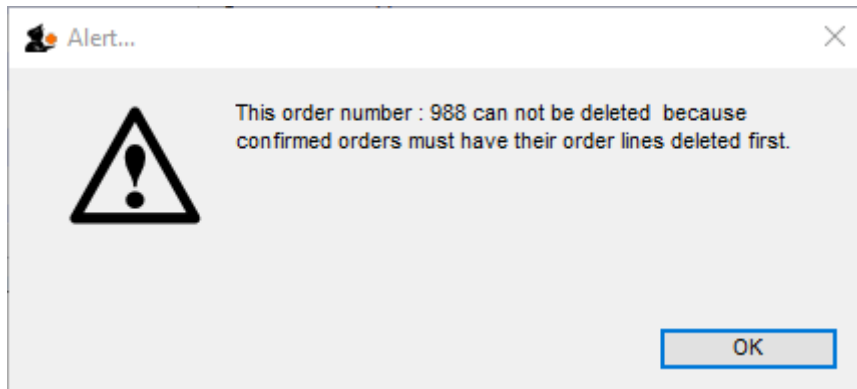 Alert...
This order number : 988 can not be deleted  because
confirmed orders must have their order lines deleted first.
OK